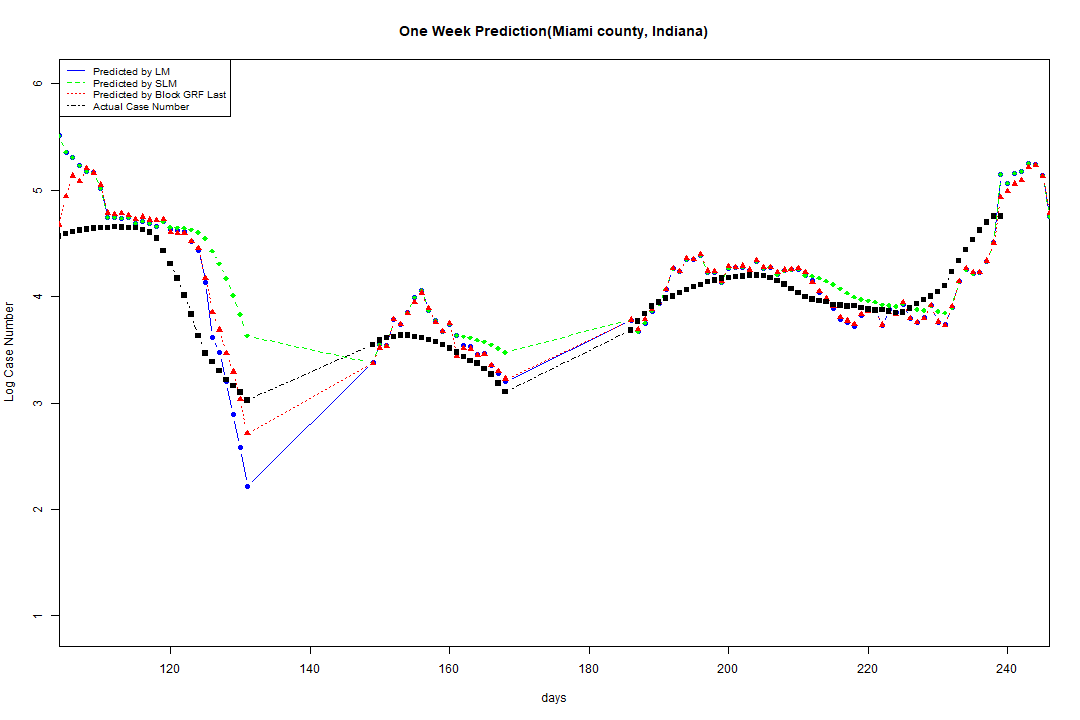 One Week Prediction(Miami county, Indiana)
Predicted by LM
Predicted by SLM
Predicted by Block GRF Last
Actual Case Number
6
5
4
3
2
1
Log Case Number
120 140 160 180 200 220 240
days